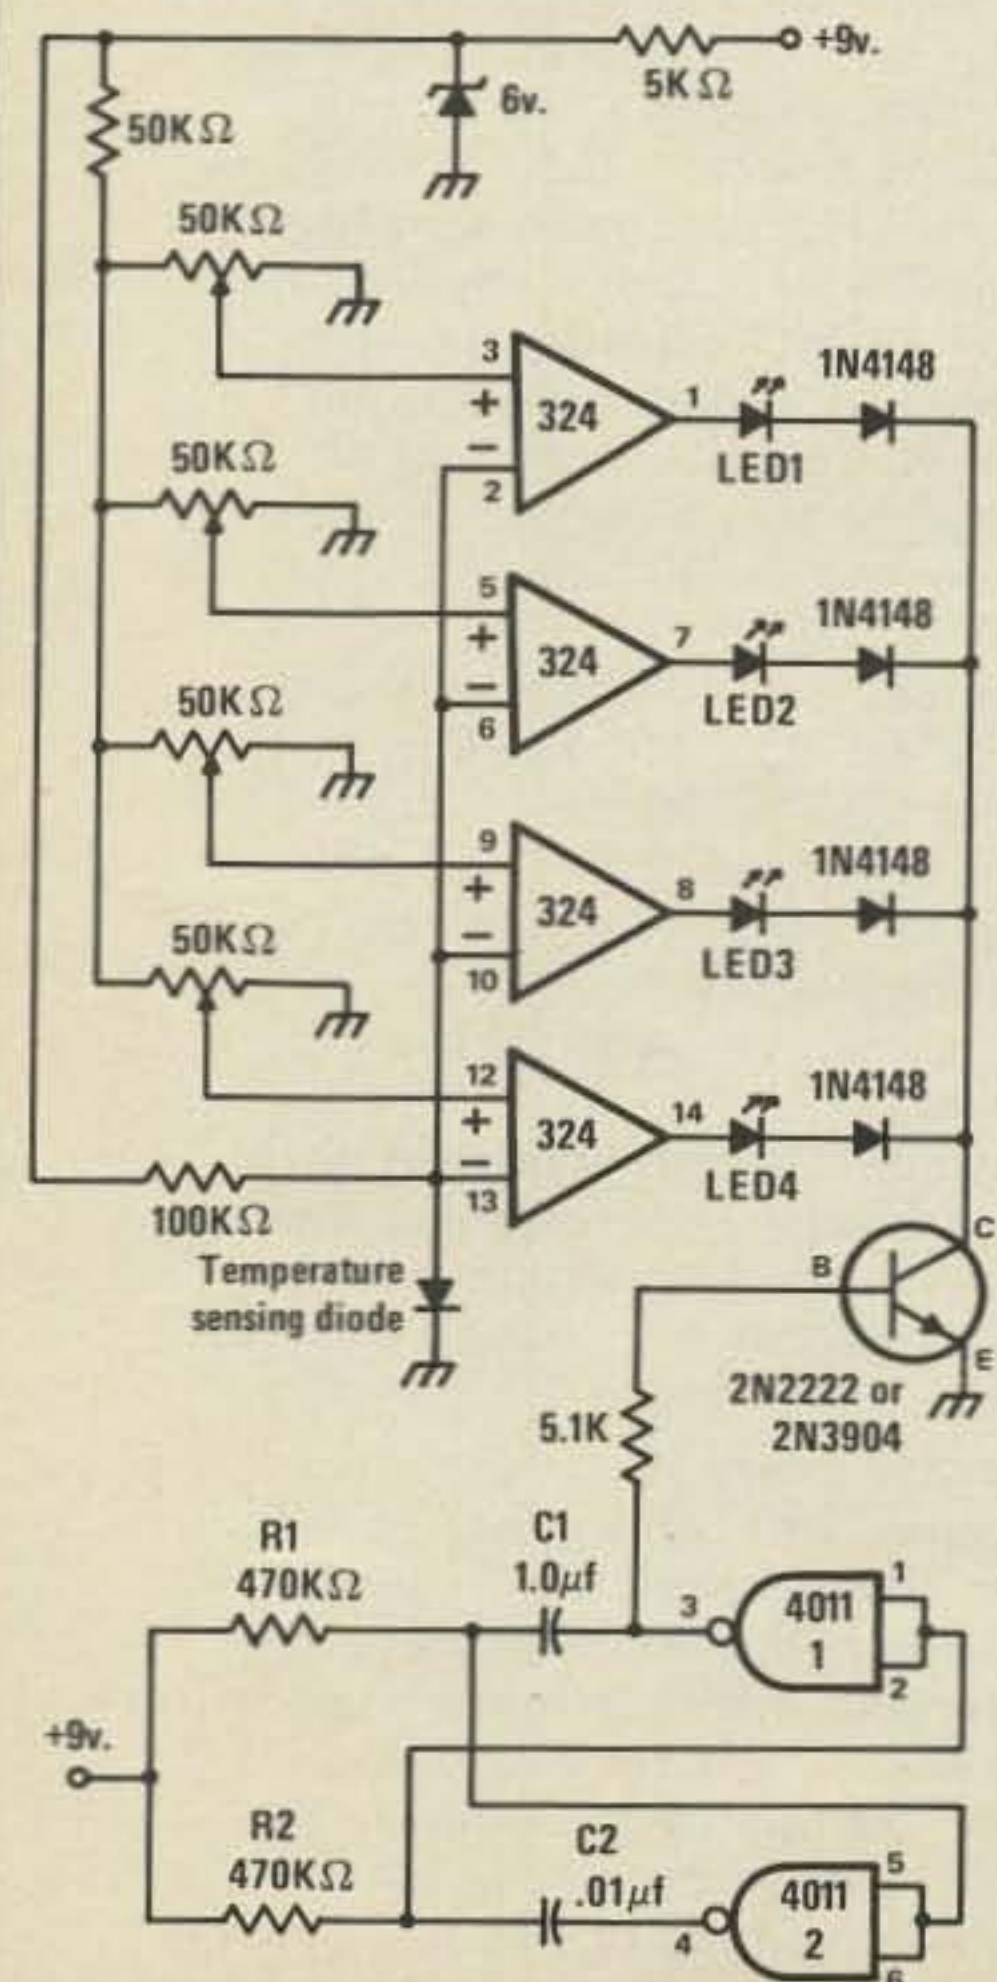 +9v.
5K Ω
6v.
50K Ω
50K Ω
3
+
324
−
2
1
1N4148
LED1
50K Ω
5
+
324
−
6
7
1N4148
LED2
50K Ω
9
+
324
−
10
8
1N4148
LED3
50K Ω
12
+
324
−
13
14
1N4148
LED4
100K Ω
Temperature
sensing diode
B
C
E
2N2222 or
2N3904
5.1K
R1
470K Ω
C1
1.0μf
3
4011
1
1
2
+9v.
R2
470K Ω
C2
.01μf
4
4011
2
5
6